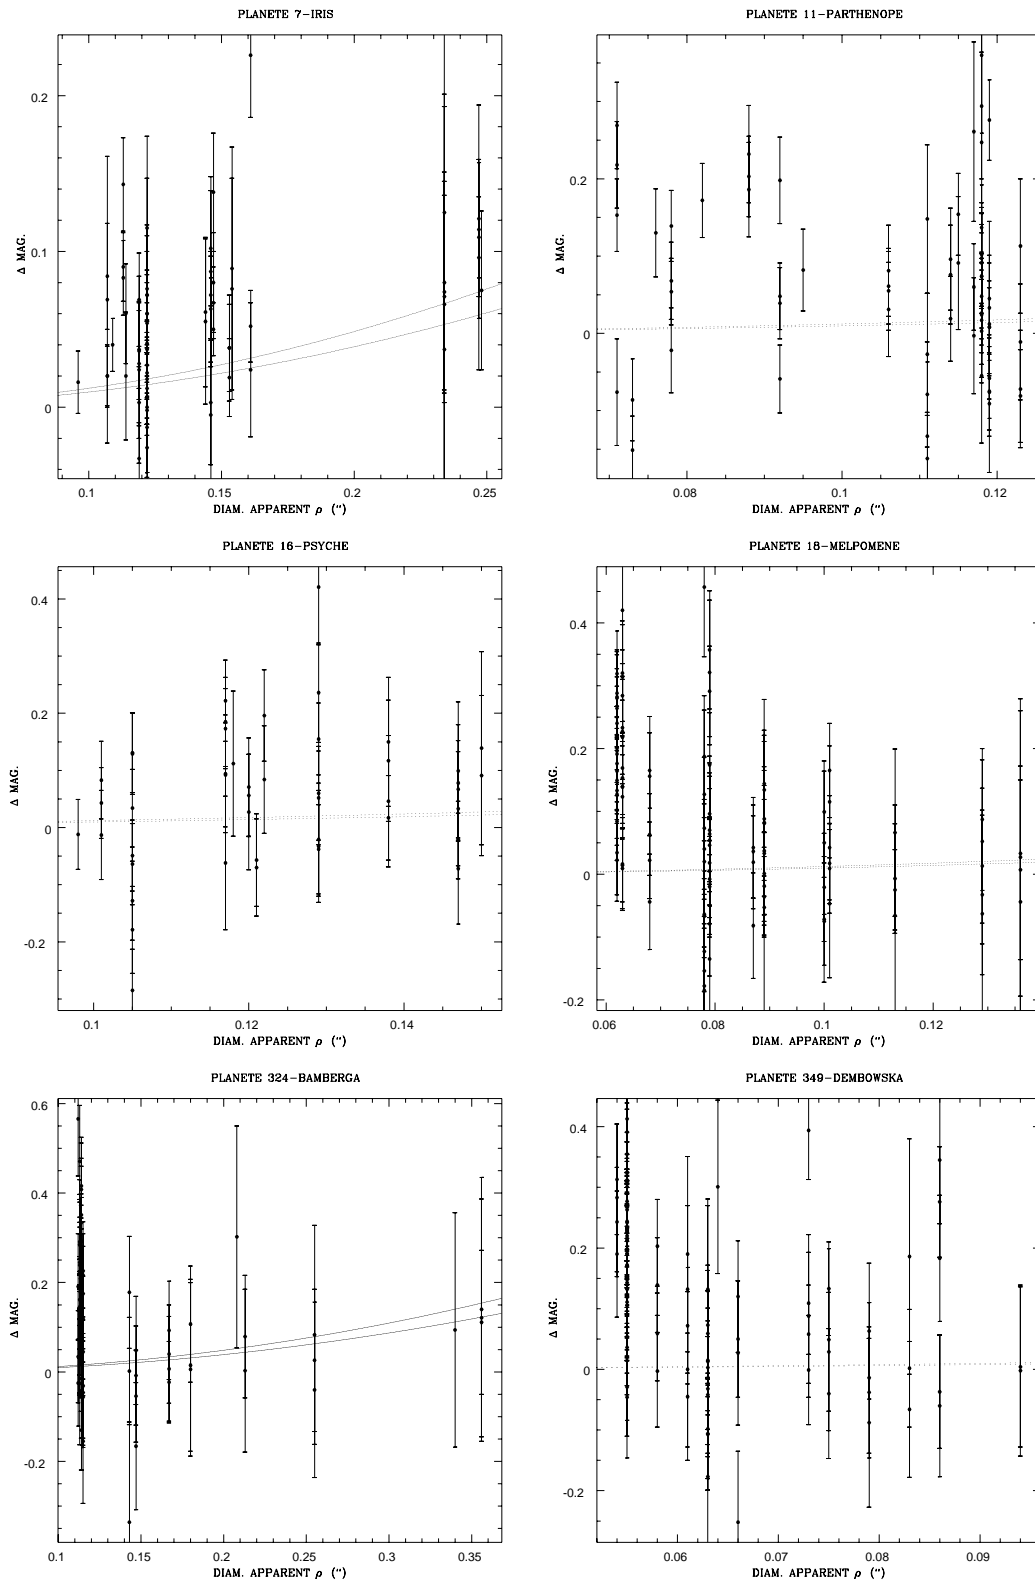 PLANETE 7-IRIS
PLANETE 11-PARTHENOPE
Δ MAG.
0.2
0.1
0
0.1
0.15
0.2
0.25
DIAM. APPARENT ρ (")
Δ MAG.
0.2
0
0.08
0.1
0.12
DIAM. APPARENT ρ (")
PLANETE 16-PSYCHE
PLANETE 18-MELPOMENE
Δ MAG.
0.4
0.2
0
-0.2
0.1
0.12
0.14
DIAM. APPARENT ρ (")
Δ MAG.
0.4
0.2
0
-0.2
0.06
0.08
0.1
0.12
DIAM. APPARENT ρ (")
PLANETE 324-BAMBERGA
PLANETE 349-DEMBOWSKA
Δ MAG.
0.6
0.4
0.2
0
-0.2
0.1
0.15
0.2
0.25
0.3
0.35
DIAM. APPARENT ρ (")
Δ MAG.
0.4
0.2
0
-0.2
0.06
0.07
0.08
0.09
DIAM. APPARENT ρ (")